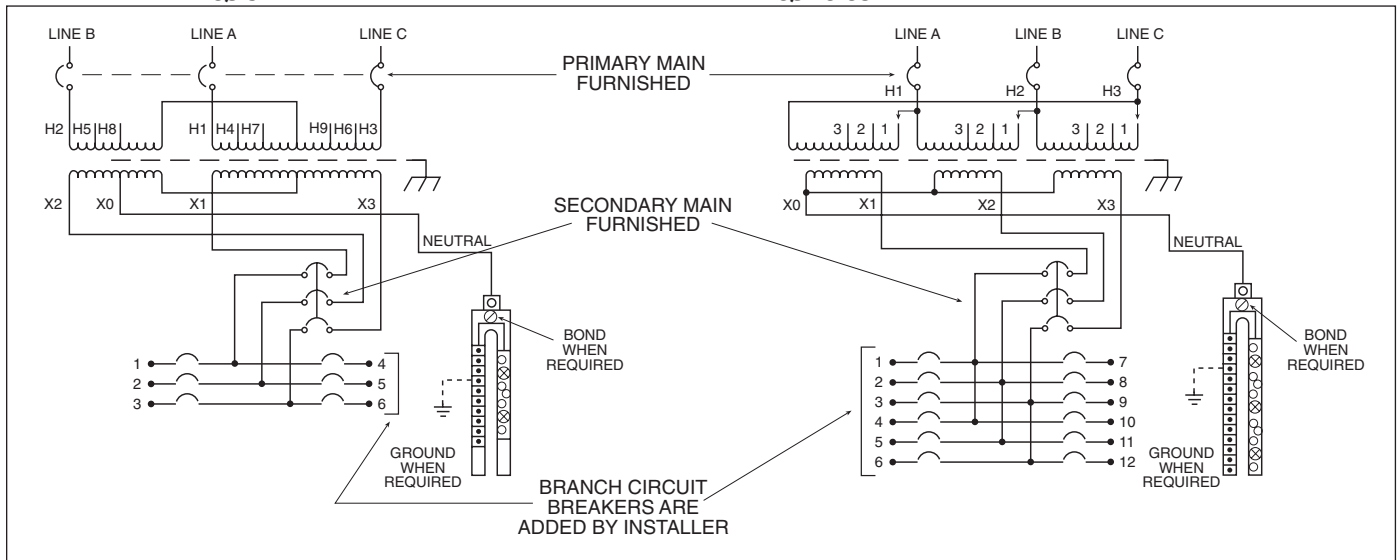 LINE B
LINE A
LINE C
PRIMARY MAIN
FURNISHED
LINE A
LINE B
LINE C
H1
H2
H3
H2
H5
H8
H1
H4
H7
H9
H6
H3
3
2
1
3
2
1
3
2
1
X2
X0
X1
X3
X0
X1
X2
X3
SECONDARY MAIN
FURNISHED
NEUTRAL
NEUTRAL
BOND
WHEN
REQUIRED
BOND
WHEN
REQUIRED
1
2
3
4
5
6
1
2
3
4
5
6
7
8
9
10
11
12
GROUND
WHEN
REQUIRED
GROUND
WHEN
REQUIRED
BRANCH CIRCUIT
BREAKERS ARE
ADDED BY INSTALLER